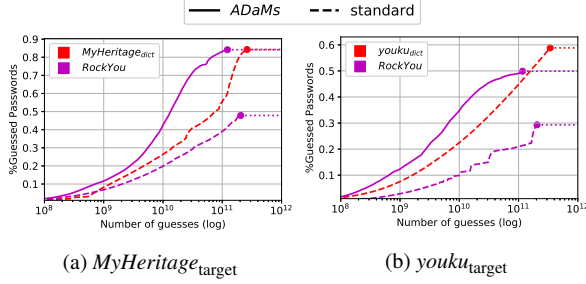 ADaMs standard
%Guessed Passwords
0.9
0.8
0.7
0.6
0.5
0.4
0.3
0.2
0.1
MyHeritage_dict
RockYou
10^8 10^9 10^10 10^11 10^12
Number of guesses (log)
(a) MyHeritage_target
%Guessed Passwords
0.6
0.5
0.4
0.3
0.2
0.1
youku_dict
RockYou
10^8 10^9 10^10 10^11 10^12
Number of guesses (log)
(b) youku_target